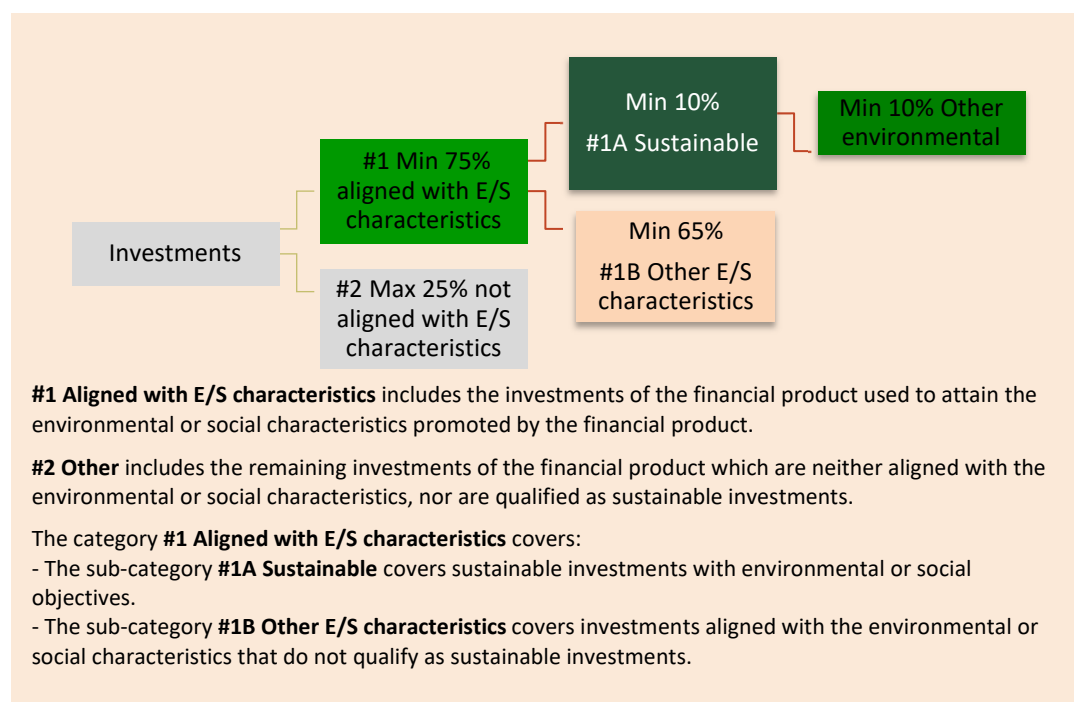 Investments
#1 Min 75%
aligned with E/S
characteristics
#2 Max 25% not
aligned with E/S
characteristics
Min 10%
#1A Sustainable
Min 65%
#1B Other E/S
characteristics
Min 10% Other
environmental
#1 Aligned with E/S characteristics includes the investments of the financial product used to attain the
environmental or social characteristics promoted by the financial product.
#2 Other includes the remaining investments of the financial product which are neither aligned with the
environmental or social characteristics, nor are qualified as sustainable investments.
The category #1 Aligned with E/S characteristics covers:
- The sub-category #1A Sustainable covers sustainable investments with environmental or social
objectives.
- The sub-category #1B Other E/S characteristics covers investments aligned with the environmental or
social characteristics that do not qualify as sustainable investments.